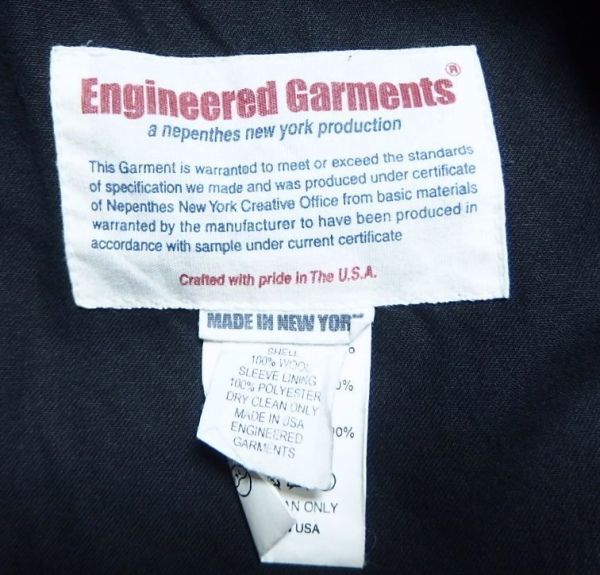 Engineered Garments®
a nepenthes new york production
This Garment is warranted to meet or exceed the standards
of specification we made and was produced under certificate
of Nepenthes New York Creative Office from basic materials
warranted by the manufacturer to have been produced in
accordance with sample under current certificate
Crafted with pride in The U.S.A.
MADE IN NEW YOR
SHELL
100% WOOL
SLEEVE LINING
100% POLYESTER
DRY CLEAN ONLY
MADE IN USA
ENGINEERED
GARMENTS
%
00%
AN ONLY
USA